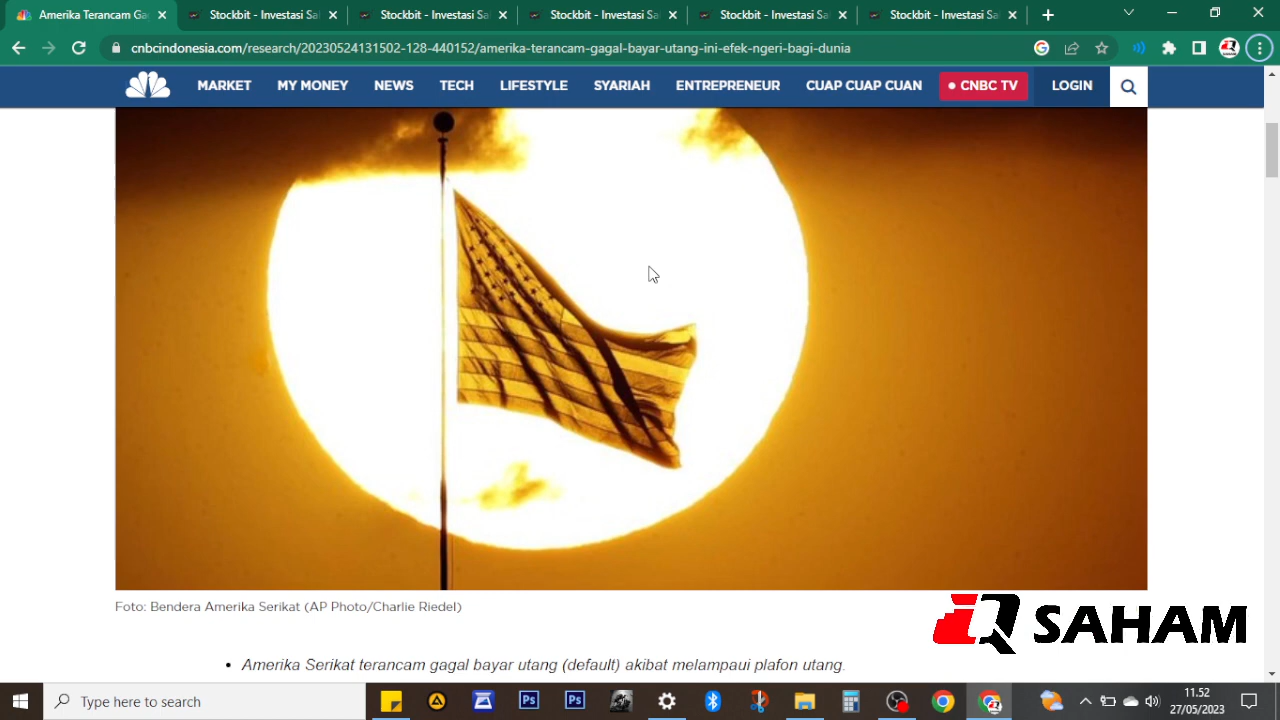 Amerika Terancam Gag
Stockbit - Investasi Sa
Stockbit - Investasi Sa
Stockbit - Investasi Sa
Stockbit - Investasi Sa
Stockbit - Investasi Sa
cnbcindonesia.com/research/20230524131502-128-440152/amerika-terancam-gagal-bayar-utang-ini-efek-ngeri-bagi-dunia
MARKET MY MONEY NEWS TECH LIFESTYLE SYARIAH ENTREPRENEUR CUAP CUAP CUAN CNBC TV LOGIN
Foto: Bendera Amerika Serikat (AP Photo/Charlie Riedel)
IQ SAHAM
• Amerika Serikat terancam gagal bayar utang (default) akibat melampaui plafon utang.
Type here to search
Ps
Ps
11.52
27/05/2023